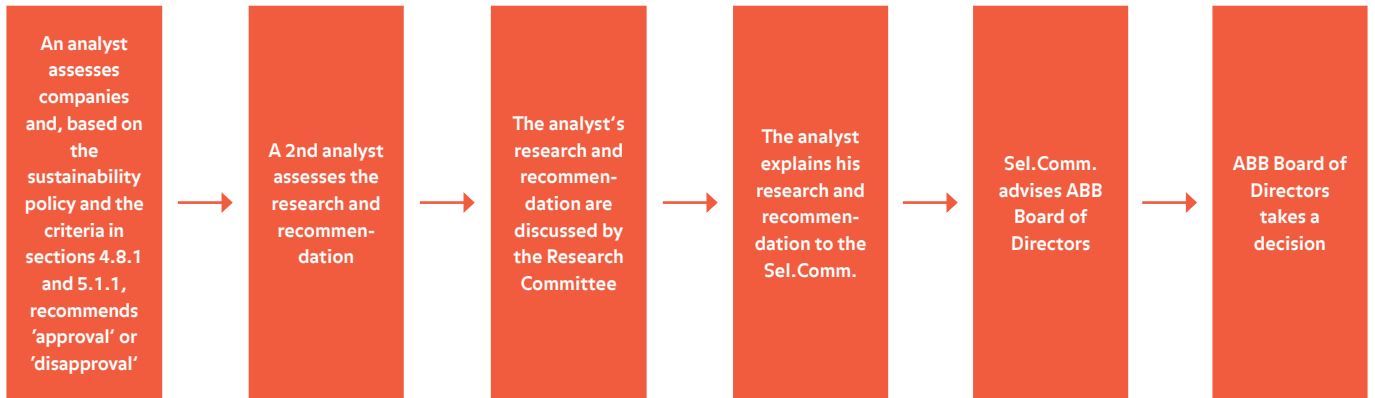 An analyst
assesses
companies
and, based on
the
sustainability
policy and the
criteria in
sections 4.8.1
and 5.1.1,
recommends
‘approval‘ or
‘disapproval‘
A 2nd analyst
assesses the
research and
recommen-
dation
The analyst‘s
research and
recommen-
dation are
discussed by
the Research
Committee
The analyst
explains his
research and
recommen-
dation to the
Sel.Comm.
Sel.Comm.
advises ABB
Board of
Directors
ABB Board of
Directors
takes a
decision